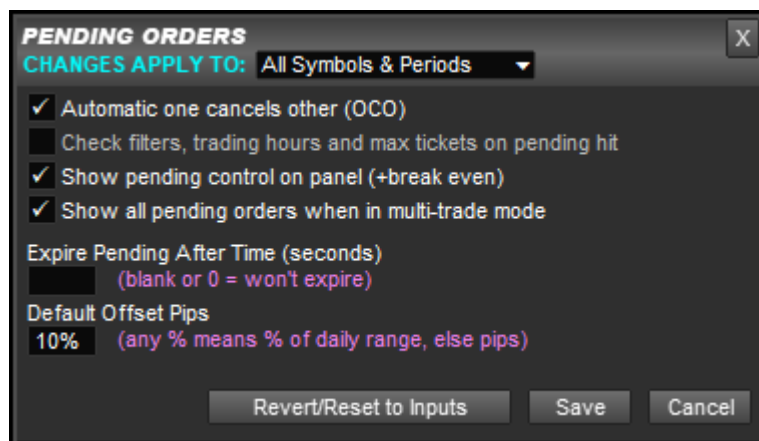 PENDING ORDERS
X
CHANGES APPLY TO: All Symbols & Periods
Automatic one cancels other (OCO)
Check filters, trading hours and max tickets on pending hit
Show pending control on panel (+break even)
Show all pending orders when in multi-trade mode
Expire Pending After Time (seconds)
(blank or 0 = won't expire)
Default Offset Pips
10% (any % means % of daily range, else pips)
Revert/Reset to Inputs Save Cancel